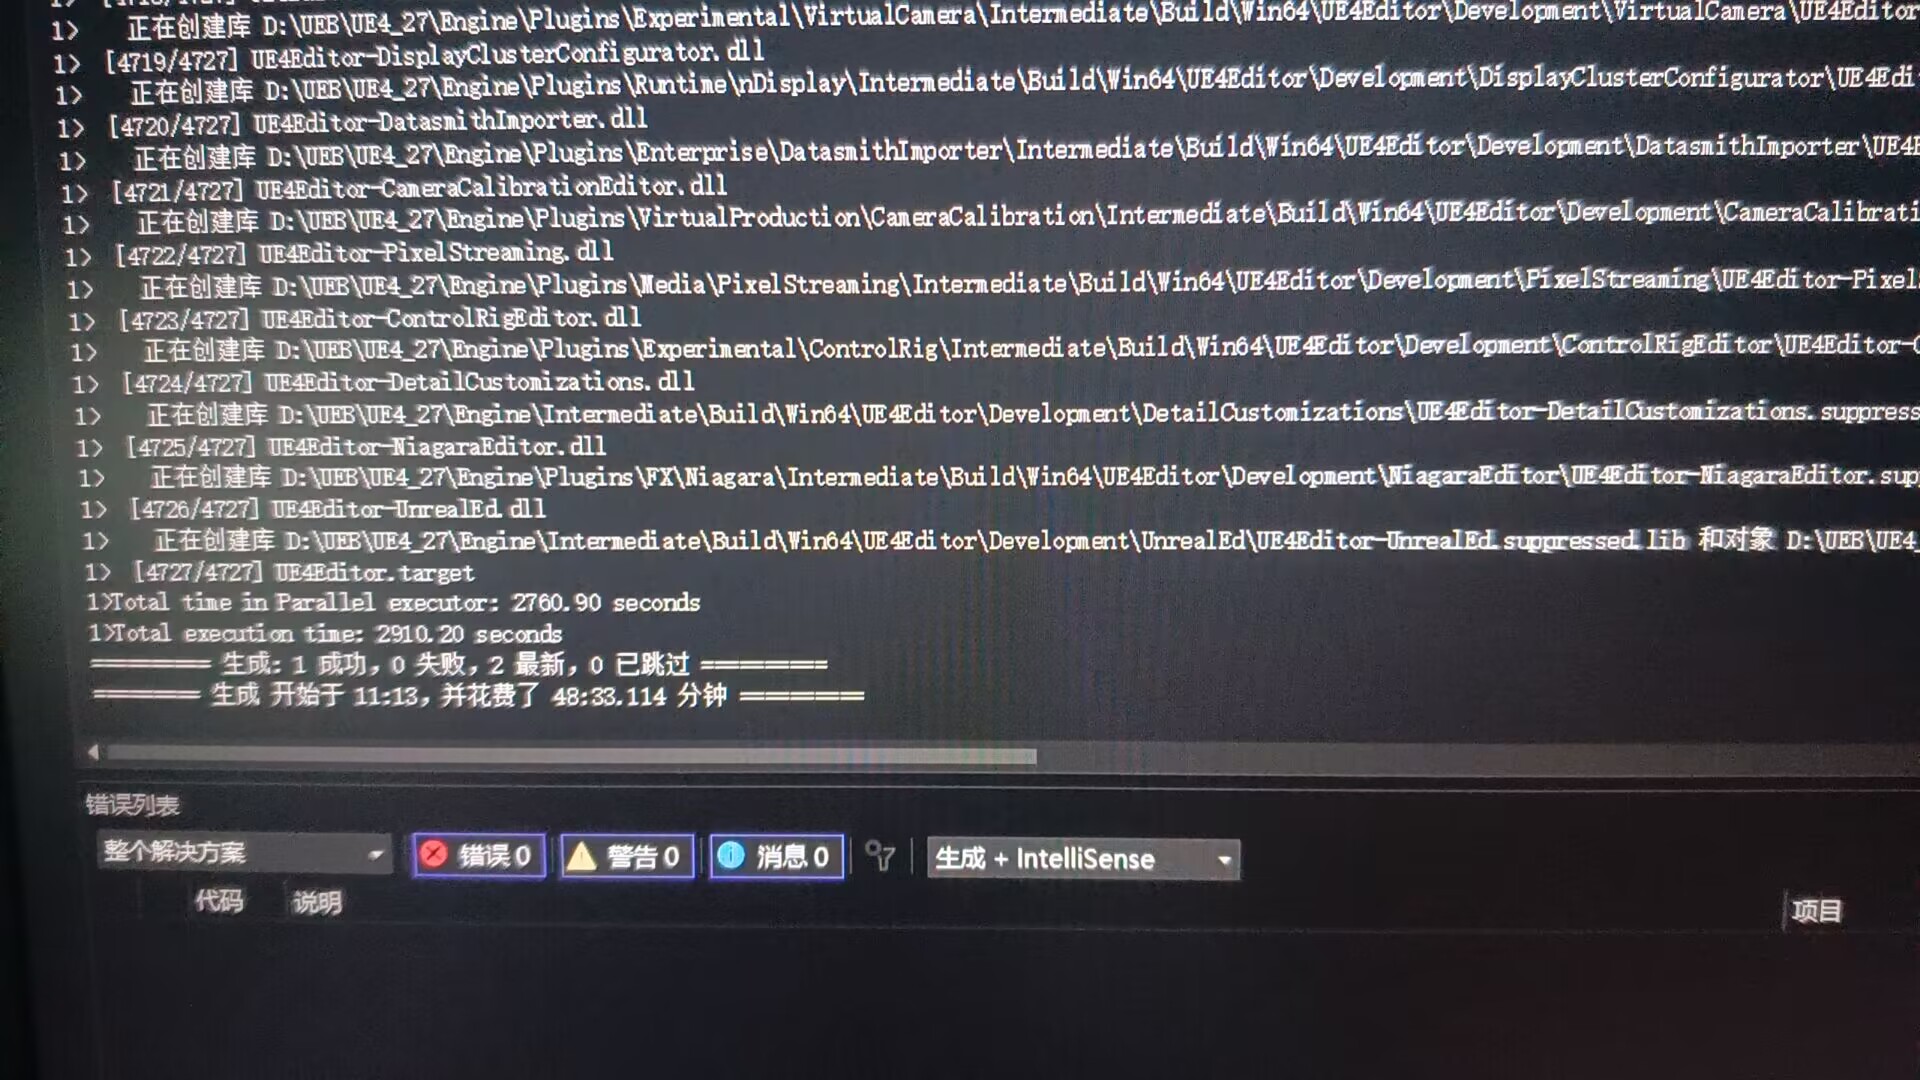 1> 正在创建库 D:\UEB\UE4_27\Engine\Plugins\Experimental\VirtualCamera\Intermediate\Build\Win64\UE4Editor\Development\VirtualCamera\UE4Editor
1> [4719/4727] UE4Editor-DisplayClusterConfigurator.dll
1> 正在创建库 D:\UEB\UE4_27\Engine\Plugins\Runtime\nDisplay\Intermediate\Build\Win64\UE4Editor\Development\DisplayClusterConfigurator\UE4Edi
1> [4720/4727] UE4Editor-DatasmithImporter.dll
1> 正在创建库 D:\UEB\UE4_27\Engine\Plugins\Enterprise\DatasmithImporter\Intermediate\Build\Win64\UE4Editor\Development\DatasmithImporter\UE4E
1> [4721/4727] UE4Editor-CameraCalibrationEditor.dll
1> 正在创建库 D:\UEB\UE4_27\Engine\Plugins\VirtualProduction\CameraCalibration\Intermediate\Build\Win64\UE4Editor\Development\CameraCalibrati
1> [4722/4727] UE4Editor-PixelStreaming.dll
1> 正在创建库 D:\UEB\UE4_27\Engine\Plugins\Media\PixelStreaming\Intermediate\Build\Win64\UE4Editor\Development\PixelStreaming\UE4Editor-Pixel
1> [4723/4727] UE4Editor-ControlRigEditor.dll
1> 正在创建库 D:\UEB\UE4_27\Engine\Plugins\Experimental\ControlRig\Intermediate\Build\Win64\UE4Editor\Development\ControlRigEditor\UE4Editor-C
1> [4724/4727] UE4Editor-DetailCustomizations.dll
1> 正在创建库 D:\UEB\UE4_27\Engine\Intermediate\Build\Win64\UE4Editor\Development\DetailCustomizations\UE4Editor-DetailCustomizations.suppress
1> [4725/4727] UE4Editor-NiagaraEditor.dll
1> 正在创建库 D:\UEB\UE4_27\Engine\Plugins\FX\Niagara\Intermediate\Build\Win64\UE4Editor\Development\NiagaraEditor\UE4Editor-NiagaraEditor.sup
1> [4726/4727] UE4Editor-UnrealEd.dll
1> 正在创建库 D:\UEB\UE4_27\Engine\Intermediate\Build\Win64\UE4Editor\Development\UnrealEd\UE4Editor-UnrealEd.suppressed.lib 和对象 D:\UEB\UE4_
1> [4727/4727] UE4Editor.target
1>Total time in Parallel executor: 2760.90 seconds
1>Total execution time: 2910.20 seconds
========== 生成: 1 成功，0 失败，2 最新，0 已跳过 ==========
========= 生成 开始于 11:13，并花费了 48:33.114 分钟 ==========
错误列表
整个解决方案 错误 0 警告 0 消息 0 生成 + IntelliSense
代码 说明 项目